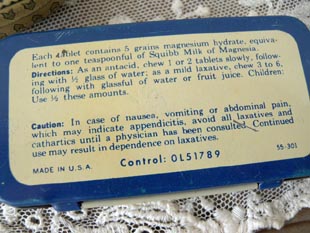 Each tablet contains 5 grains magnesium hydrate, equiva-
lent to one teaspoonful of Squibb Milk of Magnesia.
Directions: As an antacid, chew 1 or 2 tablets slowly, follow-
ing with ½ glass of water; as a mild laxative, chew 3 to 6,
following with glassful of water or fruit juice. Children:
Use ½ these amounts.
Caution: In case of nausea, vomiting or abdominal pain,
which may indicate appendicitis, avoid all laxatives and
cathartics until a physician has been consulted. Continued
use may result in dependence on laxatives.
Control: OL51789
MADE IN U.S.A.
55-301